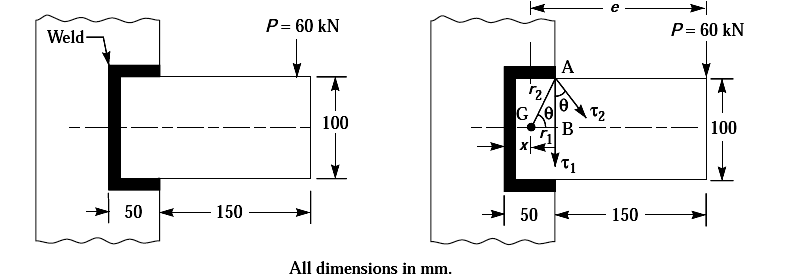 Weld
P = 60 kN
100
50
150
e
P = 60 kN
A
r2
G
θ
θ
τ2
r1
B
x
τ1
100
50
150
All dimensions in mm.